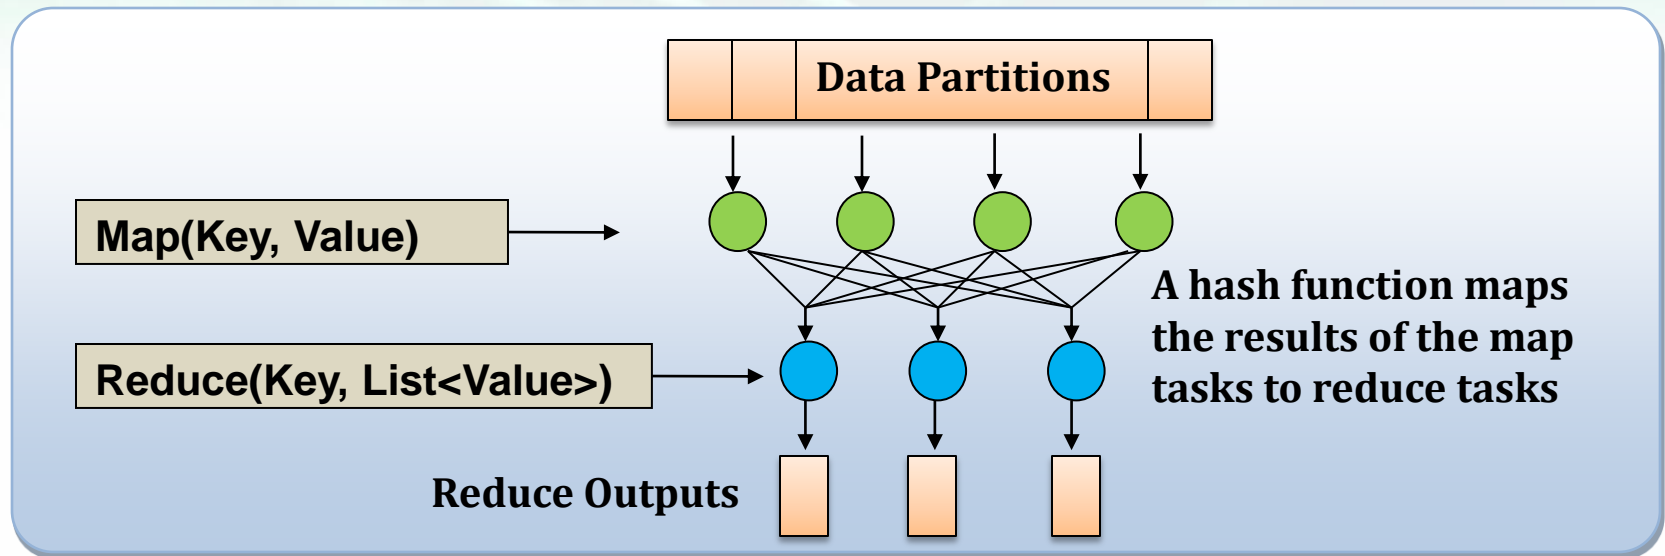 Data Partitions
Map(Key, Value)
A hash function maps
the results of the map
tasks to reduce tasks
Reduce(Key, List<Value>)
Reduce Outputs